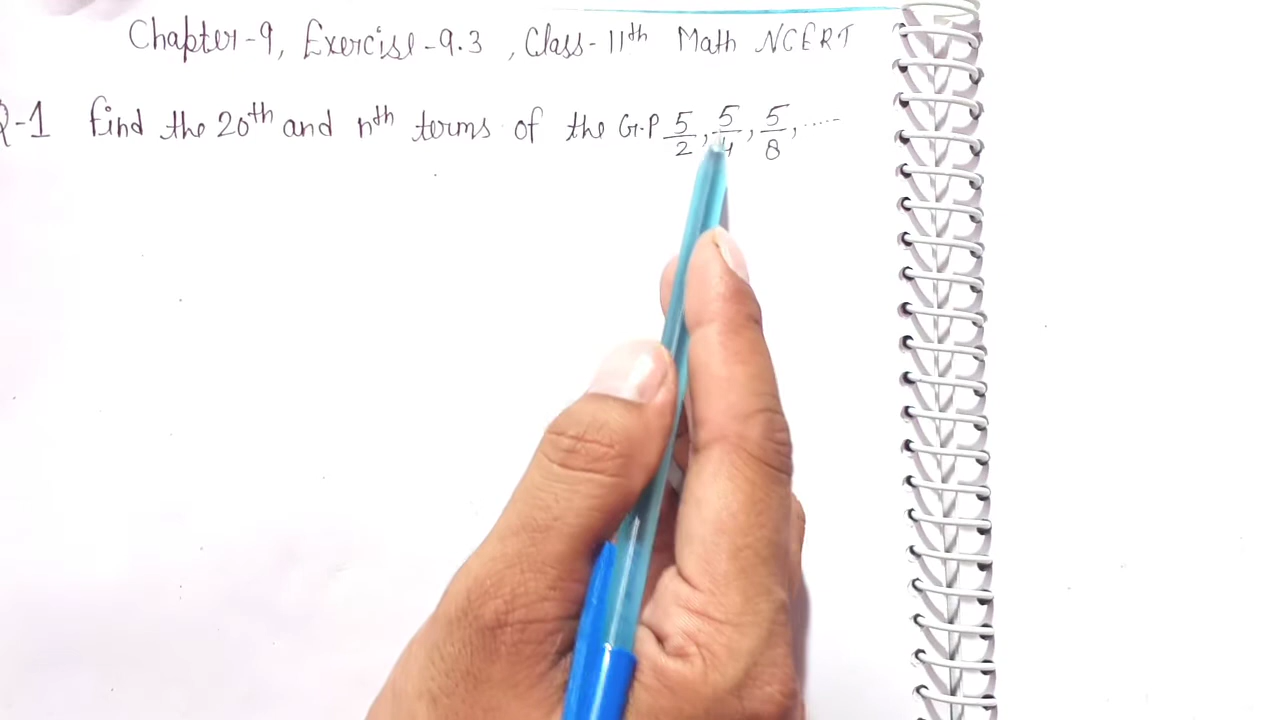 Chapter-9, Exercise-9.3, Class-11th Math NCERT
Q-1 find the 20th and nth terms of the G.P 5/2, 5/4, 5/8, .....